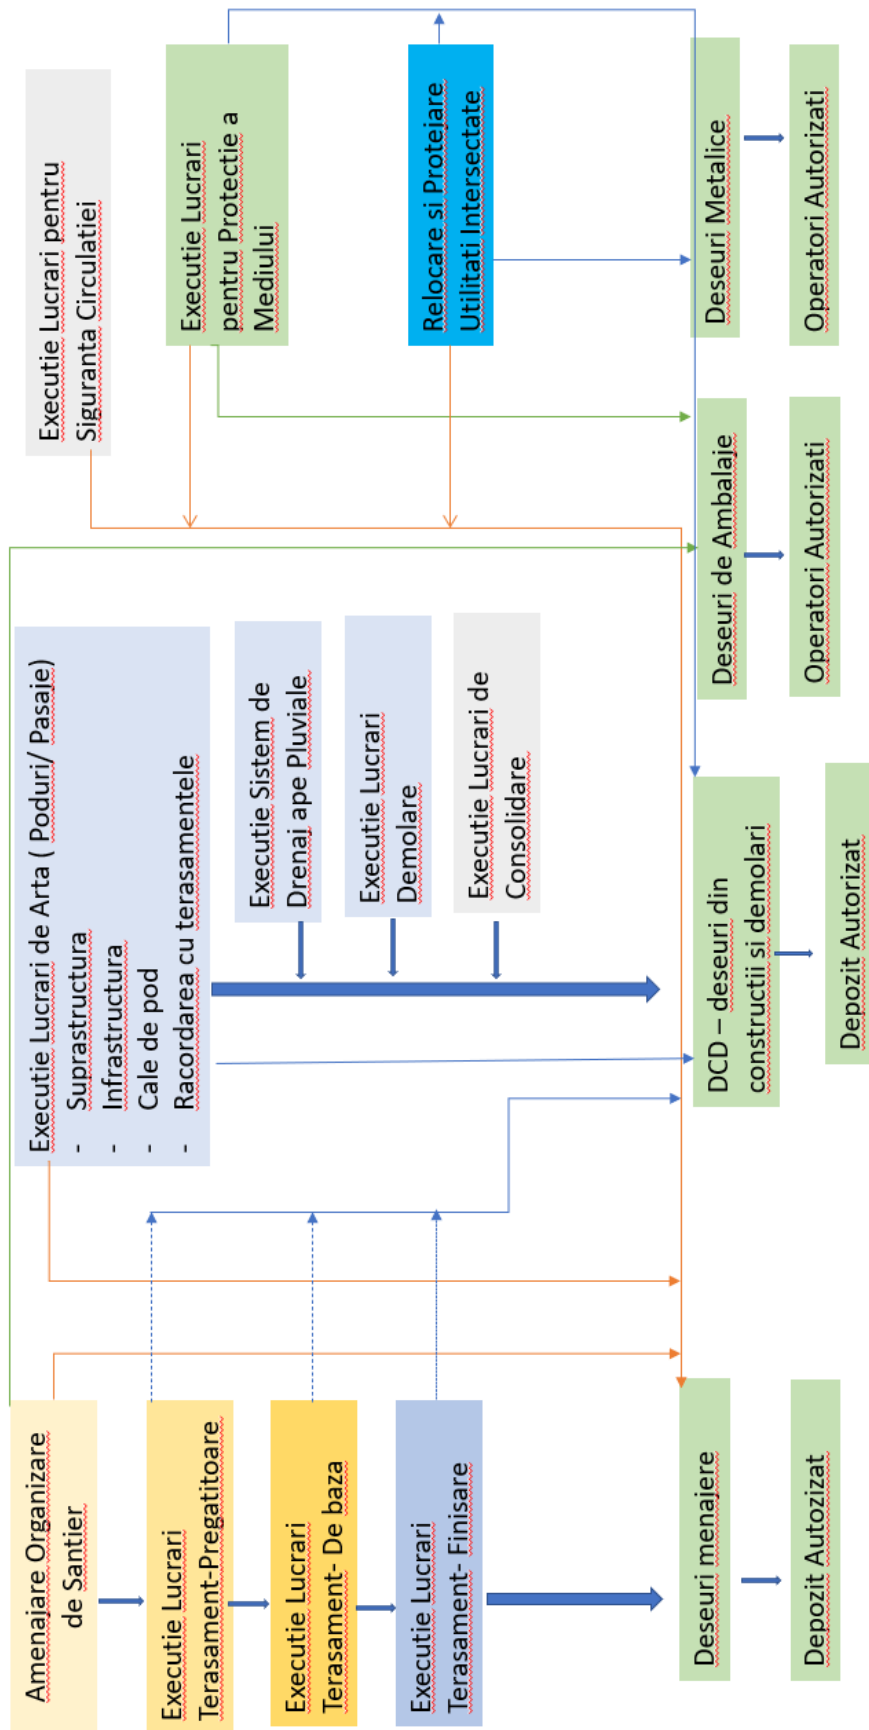 Amenajare Organizare
de Santier
Executie Lucrari
Terasament-Pregatitoare
Executie Lucrari
Terasament- De baza
Executie Lucrari
Terasament- Finisare
Deseuri menajere
Depozit Autozizat
Executie Lucrari de Arta ( Poduri/ Pasaje)
- Suprastructura
- Infrastructura
- Cale de pod
- Racordarea cu terasamentele
Executie Sistem de
Drenaj ape Pluviale
Executie Lucrari
Demolare
Executie Lucrari de
Consolidare
DCD – deseuri din
constructii si demolari
Depozit Autorizat
Executie Lucrari pentru
Siguranta Circulatiei
Executie Lucrari
pentru Protectie a
Mediului
Relocare si Protejare
Utilitati Intersectate
Deseuri de Ambalaje
Operatori Autorizati
Deseuri Metalice
Operatori Autorizati